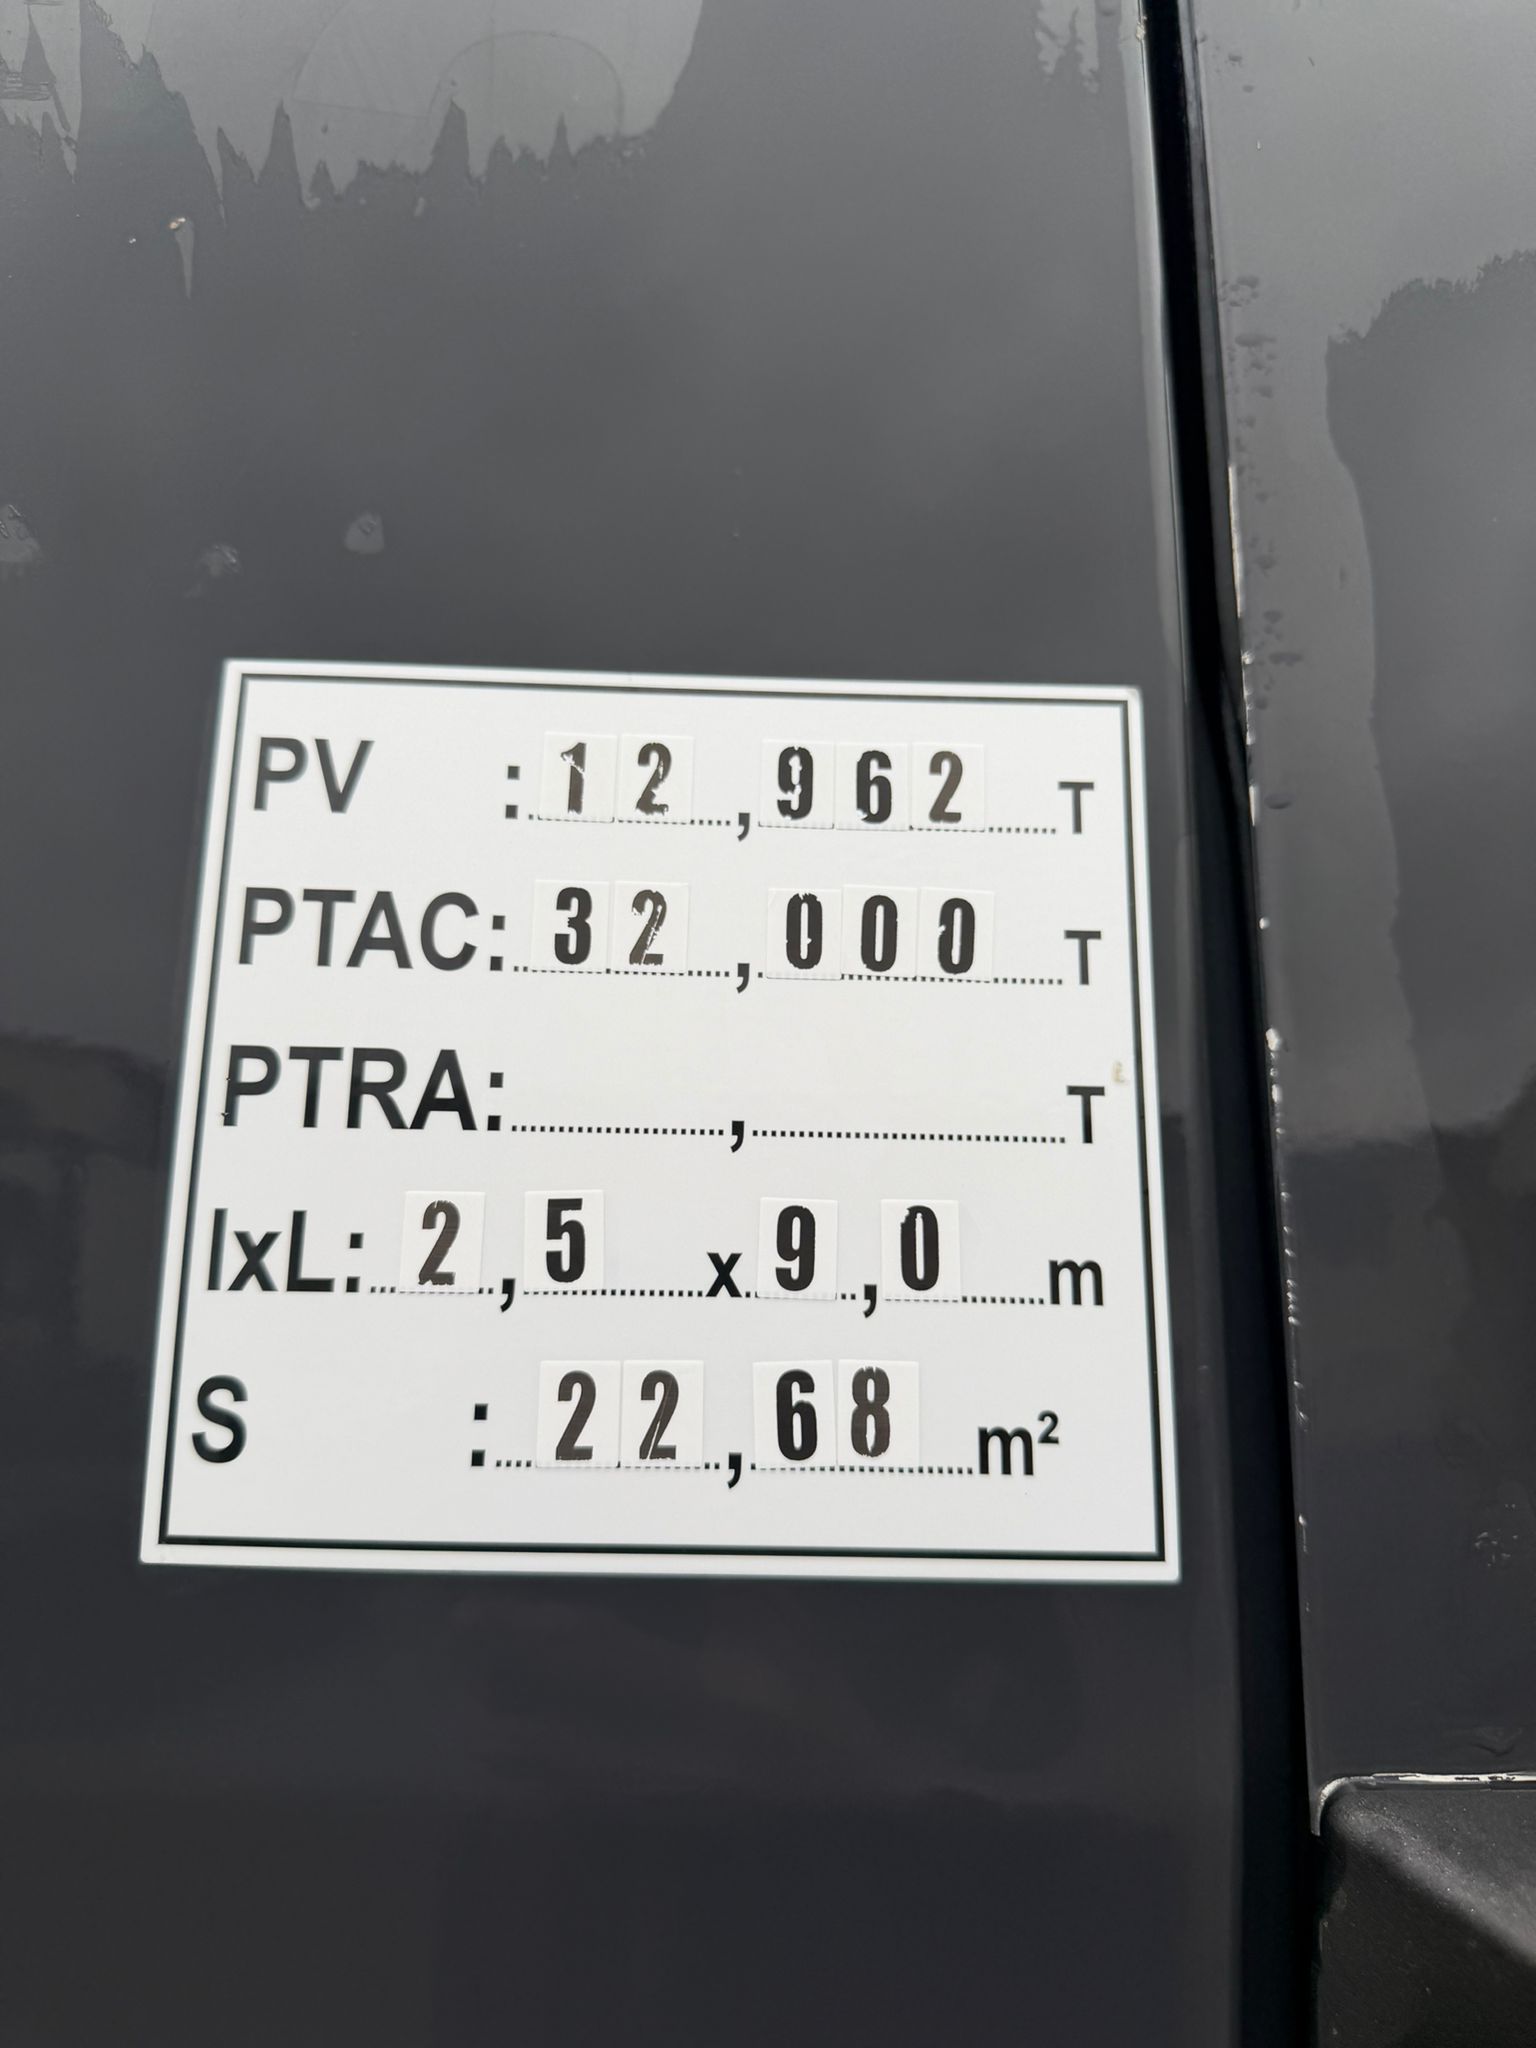 PV : 12,962 T
PTAC: 32,000 T
PTRA: , T
lxL: 2,5 x 9,0 m
S : 22,68 m²